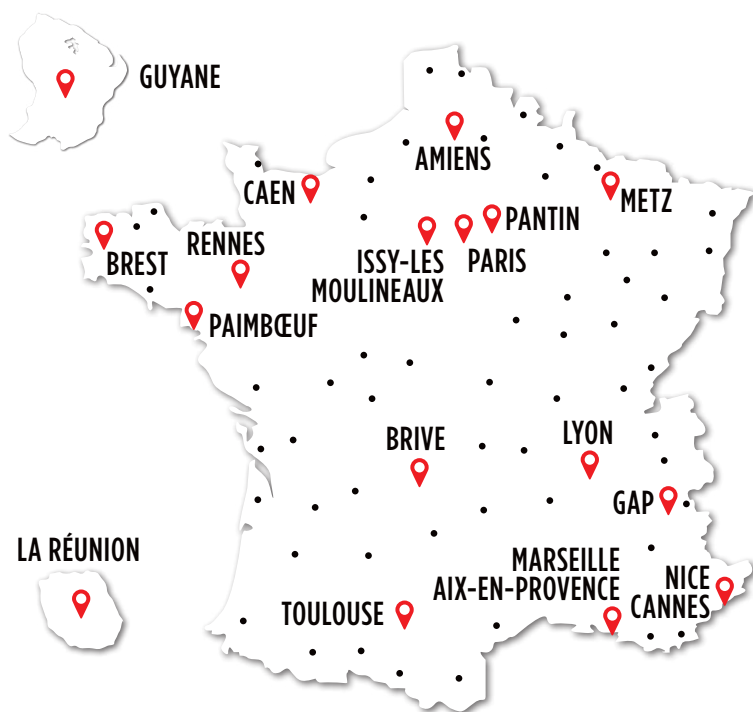 GUYANE
AMIENS
CAEN
METZ
PANTIN
RENNES
BREST
ISSY-LES
MOULINEAUX
PARIS
PAIMBŒUF
BRIVE
LYON
GAP
LA RÉUNION
MARSEILLE
AIX-EN-PROVENCE
NICE
CANNES
TOULOUSE